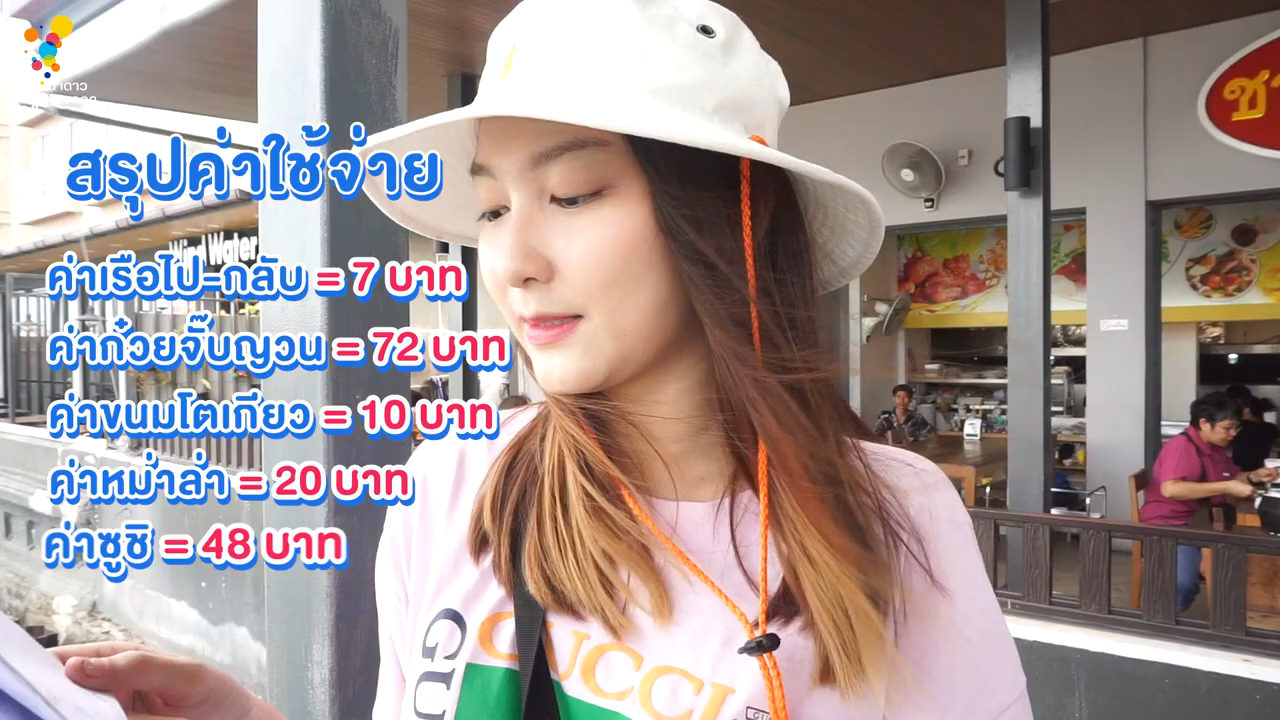 สรุปค่าใช้จ่าย
Wind Water
ค่าเรือไป-กลับ = 7 บาท
ค่าก๋วยจั๊บญวน = 72 บาท
ค่าขนมโตเกียว = 10 บาท
ค่าหม่าล่า = 20 บาท
ค่าซูชิ = 48 บาท
GUCCI
GU